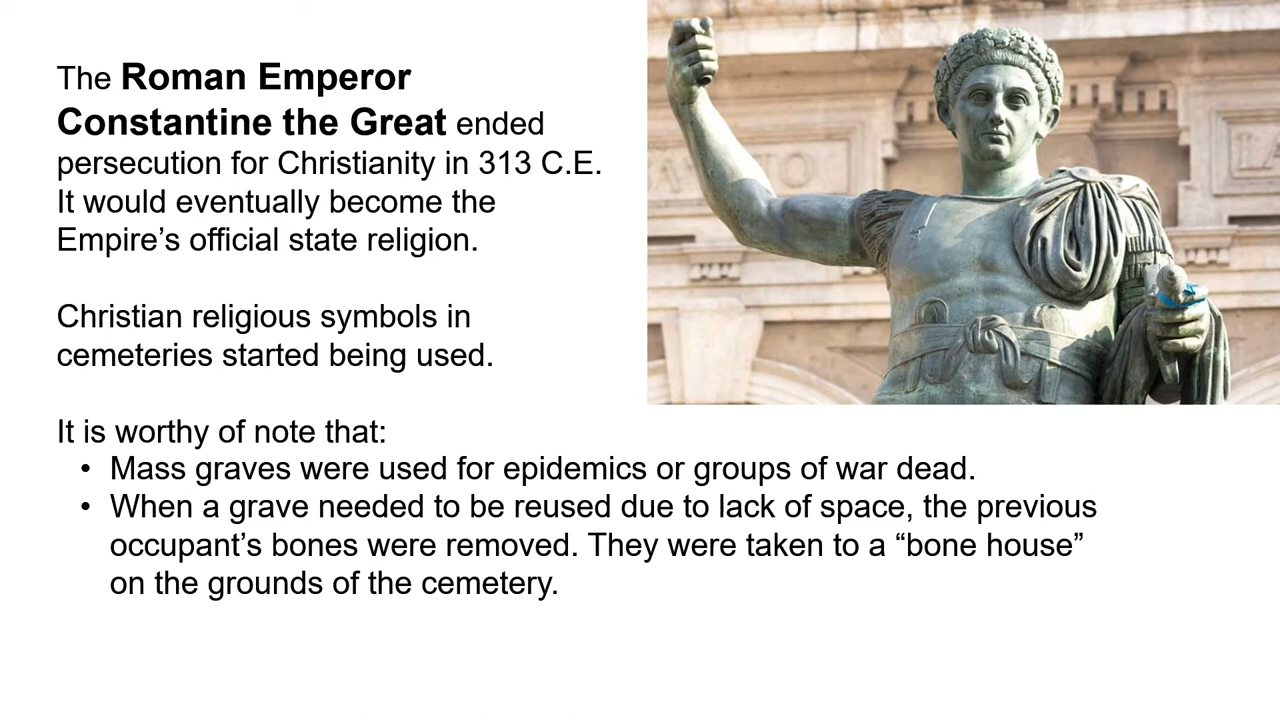 The Roman Emperor
Constantine the Great ended
persecution for Christianity in 313 C.E.
It would eventually become the
Empire’s official state religion.
Christian religious symbols in
cemeteries started being used.
It is worthy of note that:
• Mass graves were used for epidemics or groups of war dead.
• When a grave needed to be reused due to lack of space, the previous
occupant’s bones were removed. They were taken to a “bone house”
on the grounds of the cemetery.